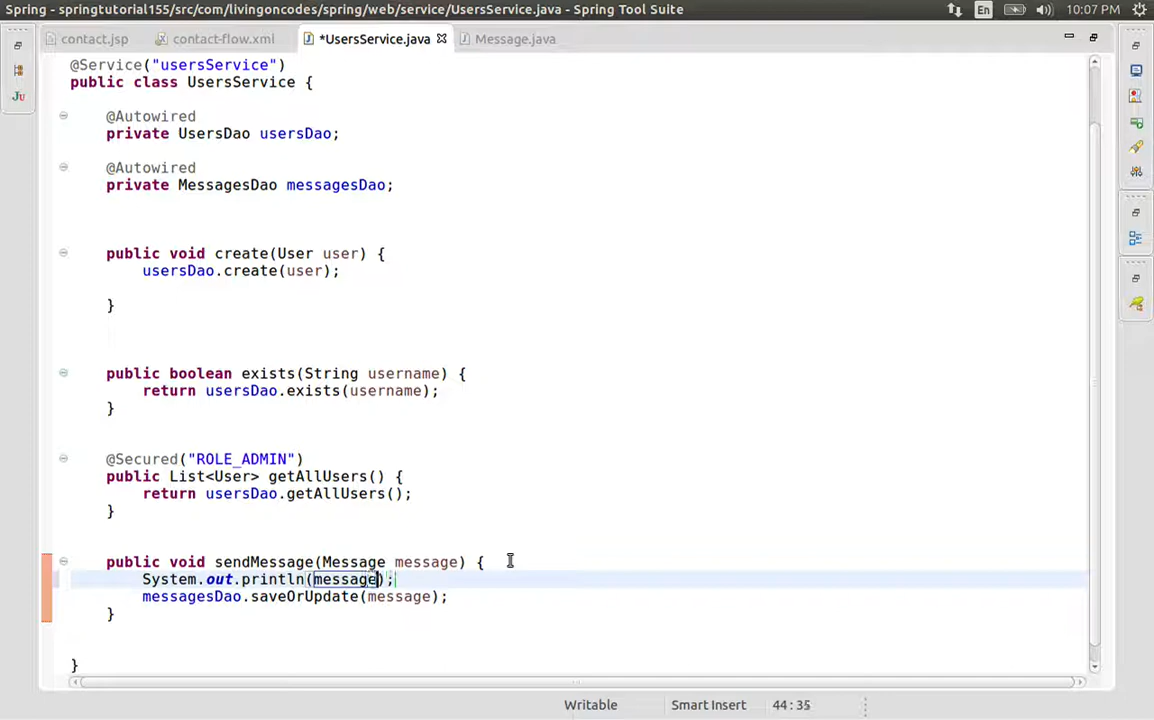 Spring - springtutorial155/src/com/livingoncodes/spring/web/service/UsersService.java - Spring Tool Suite
En
10:07 PM
contact.jsp
contact-flow.xml
*UsersService.java
Message.java
@Service("usersService")
public class UsersService {
@Autowired
private UsersDao usersDao;
@Autowired
private MessagesDao messagesDao;
public void create(User user) {
usersDao.create(user);
}
public boolean exists(String username) {
return usersDao.exists(username);
}
@Secured("ROLE_ADMIN")
public List<User> getAllUsers() {
return usersDao.getAllUsers();
}
public void sendMessage(Message message) {
System.out.println(message);
messagesDao.saveOrUpdate(message);
}
}
Writable
Smart Insert
44 : 35
Ju